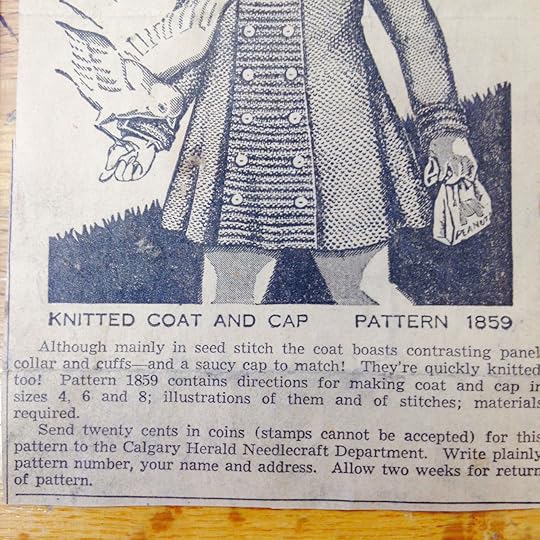 PEANUT
KNITTED COAT AND CAP PATTERN 1859
Although mainly in seed stitch the coat boasts contrasting panel
collar and cuffs—and a saucy cap to match! They're quickly knitted
too! Pattern 1859 contains directions for making coat and cap in
sizes 4, 6 and 8; illustrations of them and of stitches; materials
required.
Send twenty cents in coins (stamps cannot be accepted) for this
pattern to the Calgary Herald Needlecraft Department. Write plainly
pattern number, your name and address. Allow two weeks for return
of pattern.